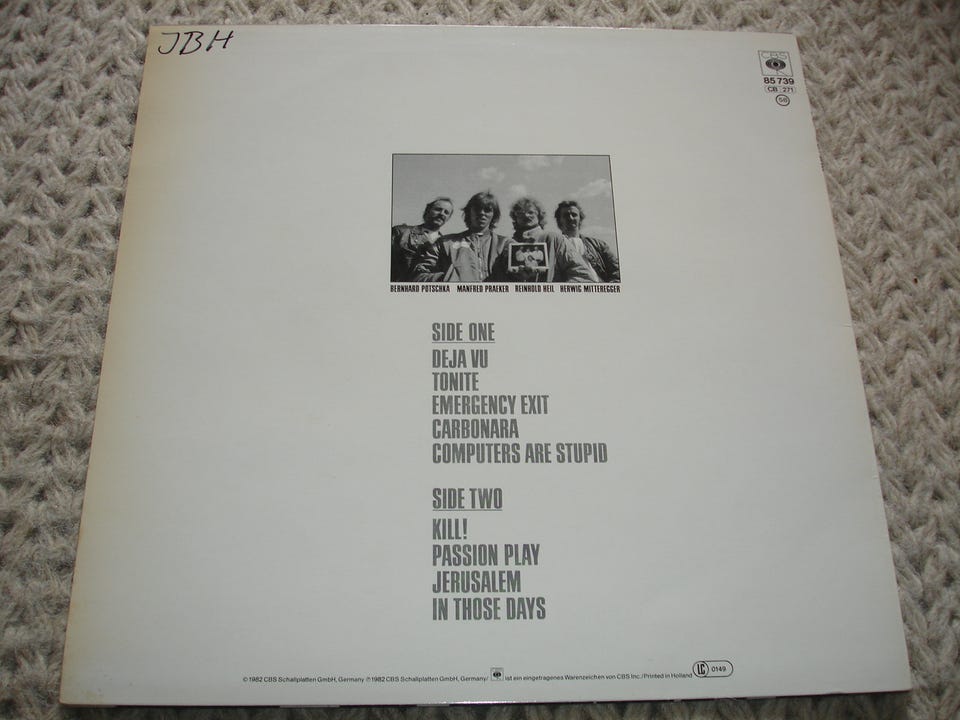 JBH
CBS
85 739
CB 271
BERNHARD POTSCHKA MANFRED PRAEKER REINHOLD HEIL HERWIG MITTEREGGER
SIDE ONE
DEJA VU
TONITE
EMERGENCY EXIT
CARBONARA
COMPUTERS ARE STUPID
SIDE TWO
KILL!
PASSION PLAY
JERUSALEM
IN THOSE DAYS
© 1982 CBS Schallplatten GmbH, Germany ℗ 1982 CBS Schallplatten GmbH, Germany/ ist ein eingetragenes Warenzeichen von CBS Inc./Printed in Holland LC 0149